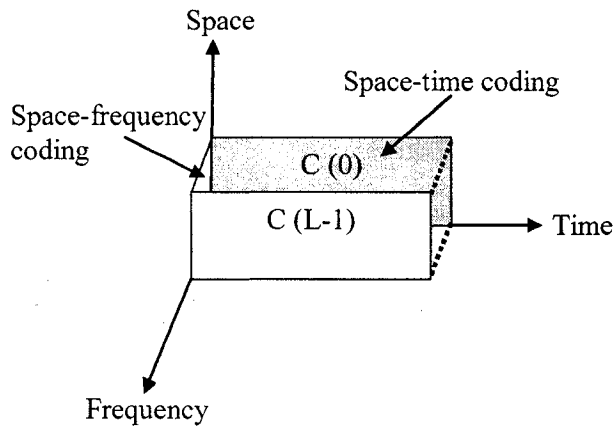 Space
Space-time coding
Space-frequency
coding
C (0)
C (L-1)
Time
Frequency